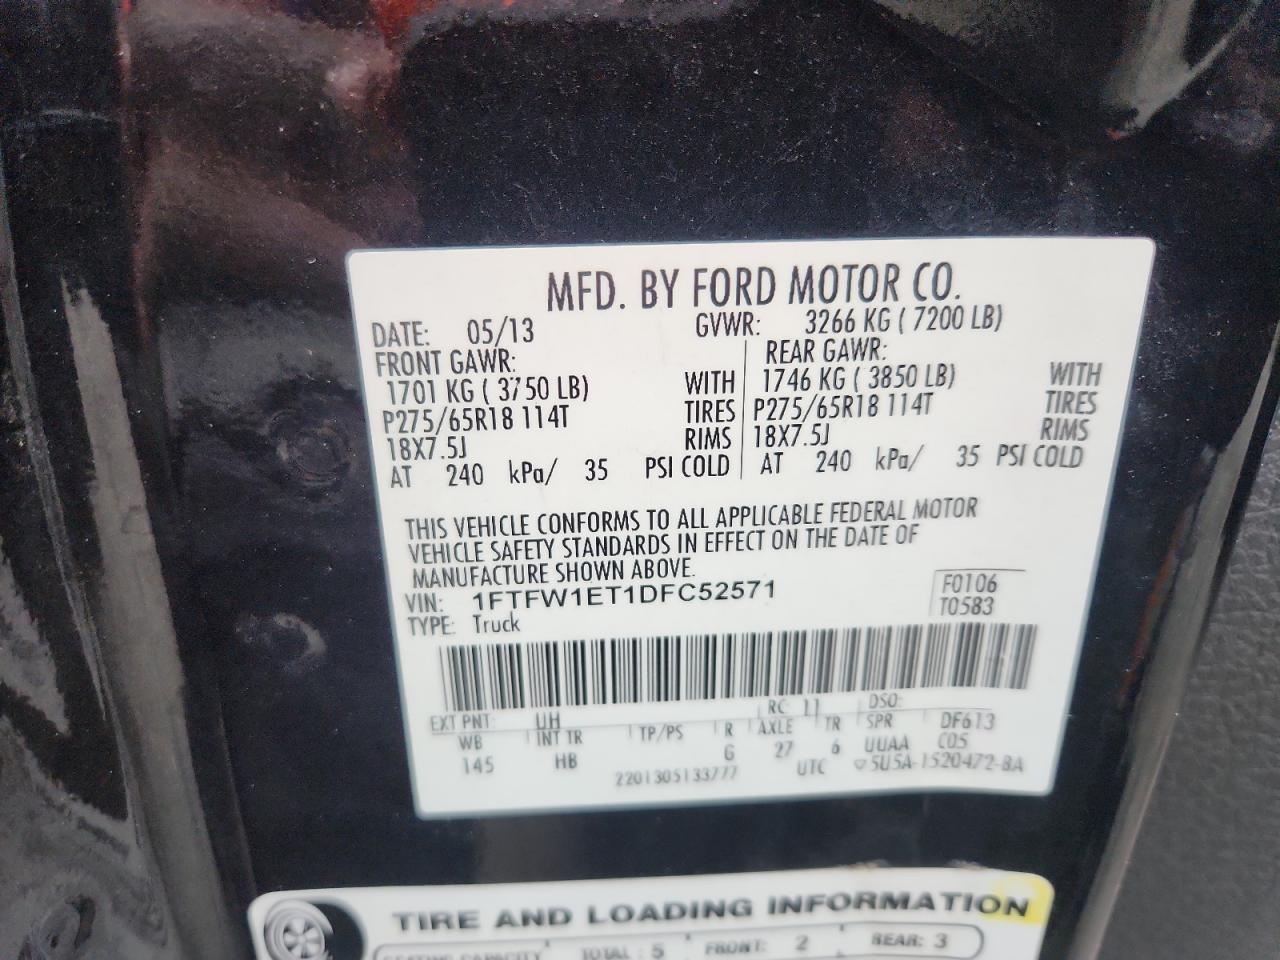 MFD. BY FORD MOTOR CO.
DATE: 05/13 GVWR: 3266 KG ( 7200 LB)
FRONT GAWR: REAR GAWR:
1701 KG ( 3750 LB) WITH 1746 KG ( 3850 LB) WITH
P275/65R18 114T TIRES P275/65R18 114T TIRES
18X7.5J RIMS 18X7.5J RIMS
AT 240 kPa/ 35 PSI COLD AT 240 kPa/ 35 PSI COLD
THIS VEHICLE CONFORMS TO ALL APPLICABLE FEDERAL MOTOR
VEHICLE SAFETY STANDARDS IN EFFECT ON THE DATE OF
MANUFACTURE SHOWN ABOVE.
VIN: 1FTFW1ET1DFC52571 F0106
TYPE: Truck T0583
EXT PNT: UH RC: 11 DSO:
WB INT TR TP/PS R AXLE TR SPR DF613
145 HB G 27 6 UUAA C05
2201305133777 UTC ▽5U5A-1520472-BA
TIRE AND LOADING INFORMATION
SEATING CAPACITY TOTAL : 5 FRONT: 2 REAR: 3